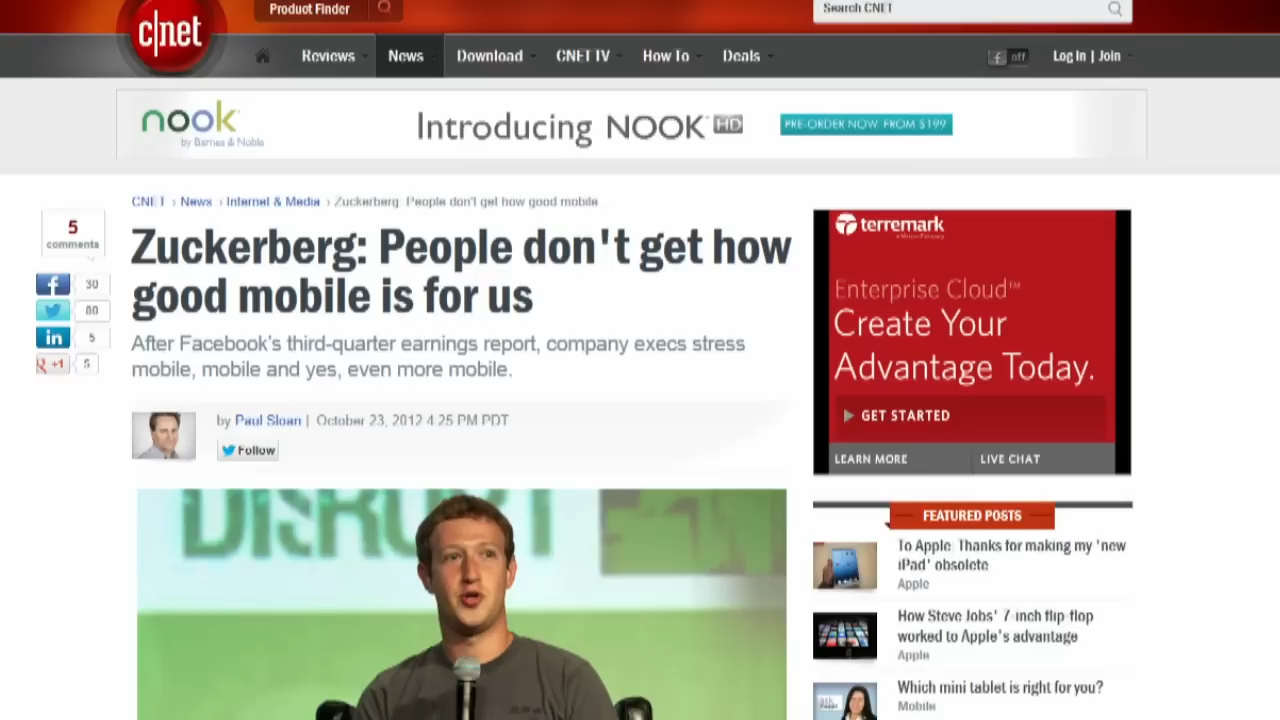 Product Finder
Search CNET
c|net
Reviews
News
Download
CNET TV
How To
Deals
off
Log In | Join
nook
by Barnes & Noble
Introducing NOOK HD
PRE-ORDER NOW. FROM $199
CNET › News › Internet & Media › Zuckerberg: People don't get how good mobile
5
comments
30
80
in
5
+1
5
Zuckerberg: People don't get how
good mobile is for us
After Facebook's third-quarter earnings report, company execs stress
mobile, mobile and yes, even more mobile.
by Paul Sloan | October 23, 2012 4:25 PM PDT
Follow
DISRUPT
terremark
Enterprise Cloud™
Create Your
Advantage Today.
GET STARTED
LEARN MORE
LIVE CHAT
FEATURED POSTS
To Apple: Thanks for making my 'new
iPad' obsolete
Apple
How Steve Jobs' 7-inch flip-flop
worked to Apple's advantage
Apple
Which mini tablet is right for you?
Mobile